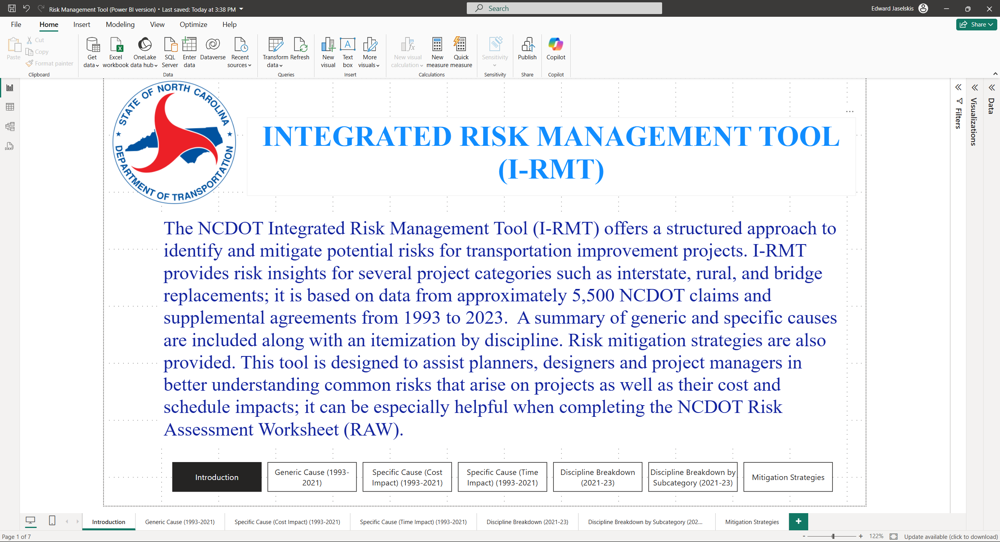 Risk Management Tool (Power BI version) • Last saved: Today at 3:38 PM
Search
Edward Jaselskis
File Home Insert Modeling View Optimize Help
Share
Paste
Cut
Copy
Format painter
Clipboard
Get data
Excel workbook
OneLake data hub
SQL Server
Enter data
Dataverse
Recent sources
Data
Transform data
Refresh
Queries
New visual
Text box
More visuals
Insert
New visual calculation
New measure
Quick measure
Calculations
Sensitivity
Sensitivity
Publish
Share
Copilot
Copilot
DAX
STATE OF NORTH CAROLINA
DEPARTMENT OF TRANSPORTATION
Filters
Visualizations
Data
INTEGRATED RISK MANAGEMENT TOOL
(I-RMT)
The NCDOT Integrated Risk Management Tool (I-RMT) offers a structured approach to
identify and mitigate potential risks for transportation improvement projects. I-RMT
provides risk insights for several project categories such as interstate, rural, and bridge
replacements; it is based on data from approximately 5,500 NCDOT claims and
supplemental agreements from 1993 to 2023.  A summary of generic and specific causes
are included along with an itemization by discipline. Risk mitigation strategies are also
provided. This tool is designed to assist planners, designers and project managers in
better understanding common risks that arise on projects as well as their cost and
schedule impacts; it can be especially helpful when completing the NCDOT Risk
Assessment Worksheet (RAW).
Introduction
Generic Cause (1993-
2021)
Specific Cause (Cost
Impact) (1993-2021)
Specific Cause (Time
Impact) (1993-2021)
Discipline Breakdown
(2021-23)
Discipline Breakdown by
Subcategory (2021-23)
Mitigation Strategies
Introduction
Generic Cause (1993-2021)
Specific Cause (Cost Impact) (1993-2021)
Specific Cause (Time Impact) (1993-2021)
Discipline Breakdown (2021-23)
Discipline Breakdown by Subcategory (202...
Mitigation Strategies
Page 1 of 7
122%
Update available (click to download)